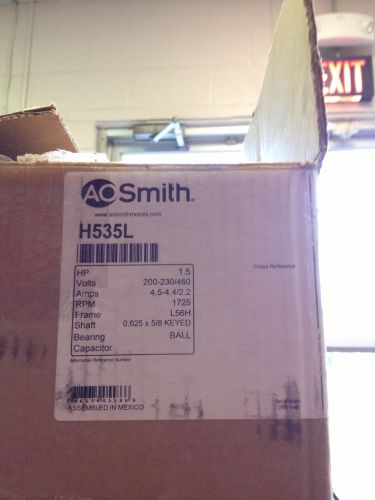 EXIT
AO Smith®
www.aosmithmotors.com
H535L
HP 1.5
Volts 200-230/460
Amps 4.5-4.4/2.2
RPM 1725
Frame L56H
Shaft 0.625 x 5/8 KEYED
Bearing BALL
Capacitor
Cross Reference
Alternative Reference Number
ASSEMBLED IN MEXICO